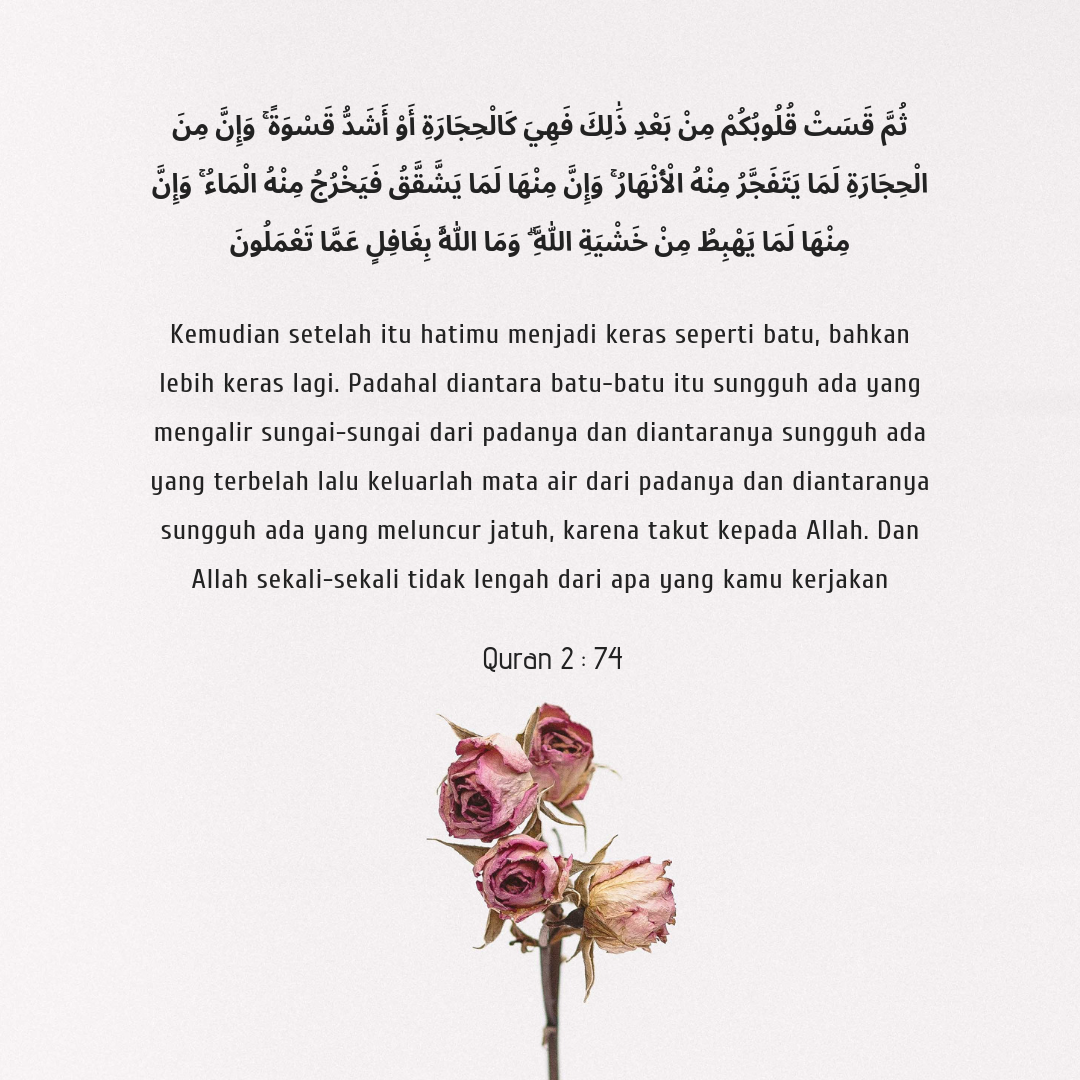 ثُمَّ قَسَتْ قُلُوبُكُمْ مِنْ بَعْدِ ذَٰلِكَ فَهِيَ كَالْحِجَارَةِ أَوْ أَشَدُّ قَسْوَةً ۚ وَإِنَّ مِنَ
الْحِجَارَةِ لَمَا يَتَفَجَّرُ مِنْهُ الْأَنْهَارُ ۚ وَإِنَّ مِنْهَا لَمَا يَشَّقَّقُ فَيَخْرُجُ مِنْهُ الْمَاءُ ۚ وَإِنَّ
مِنْهَا لَمَا يَهْبِطُ مِنْ خَشْيَةِ اللَّهِ ۗ وَمَا اللَّهُ بِغَافِلٍ عَمَّا تَعْمَلُونَ
Kemudian setelah itu hatimu menjadi keras seperti batu, bahkan
lebih keras lagi. Padahal diantara batu-batu itu sungguh ada yang
mengalir sungai-sungai dari padanya dan diantaranya sungguh ada
yang terbelah lalu keluarlah mata air dari padanya dan diantaranya
sungguh ada yang meluncur jatuh, karena takut kepada Allah. Dan
Allah sekali-sekali tidak lengah dari apa yang kamu kerjakan
Quran 2 : 74